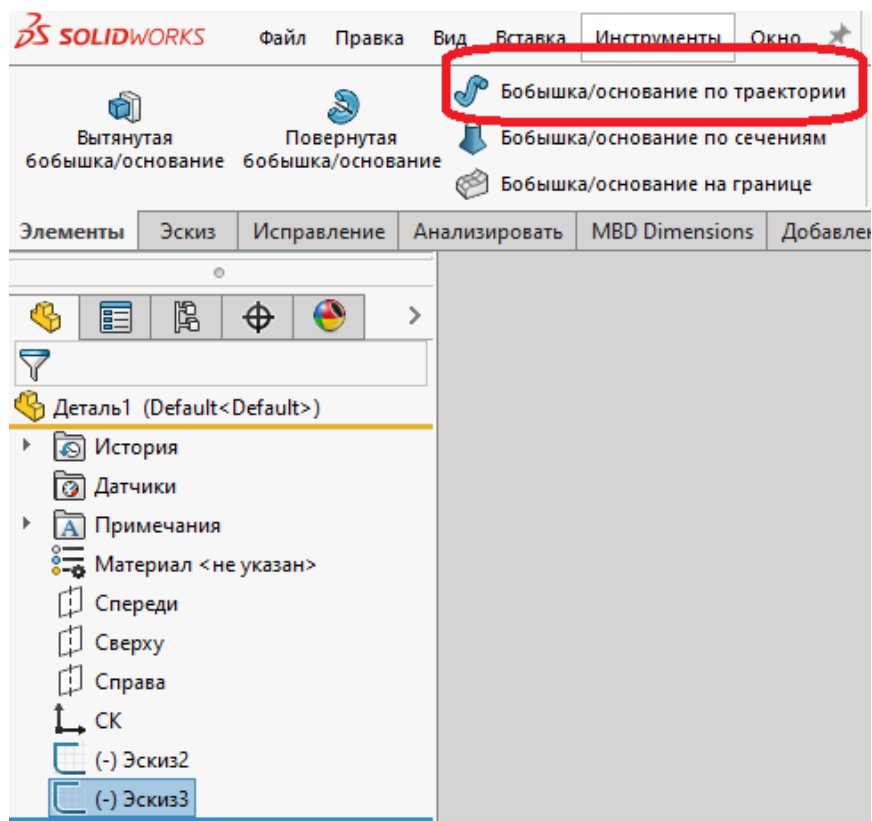 SOLIDWORKS Файл Правка Вид Вставка Инструменты Окно
Бобышка/основание по траектории
Вытянутая бобышка/основание
Повернутая бобышка/основание
Бобышка/основание по сечениям
Бобышка/основание на границе
Элементы Эскиз Исправление Анализировать MBD Dimensions Добавлен
Деталь1 (Default<Default>)
История
Датчики
Примечания
Материал <не указан>
Спереди
Сверху
Справа
СК
(-) Эскиз2
(-) Эскиз3